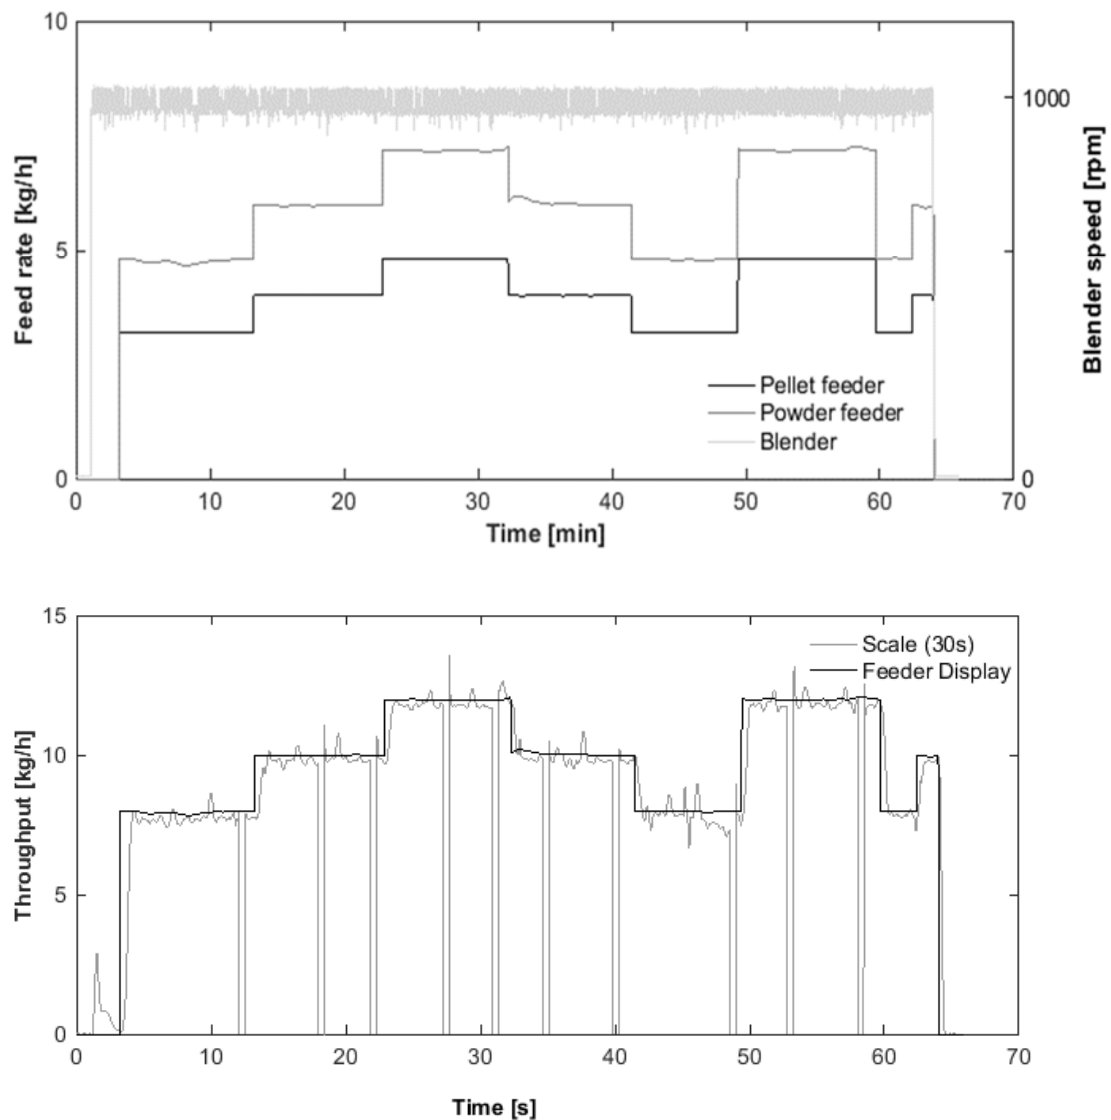 10
5
0
Feed rate [kg/h]
1000
0
Blender speed [rpm]
Pellet feeder
Powder feeder
Blender
0 10 20 30 40 50 60 70
Time [min]
15
10
5
0
Throughput [kg/h]
Scale (30s)
Feeder Display
0 10 20 30 40 50 60 70
Time [s]